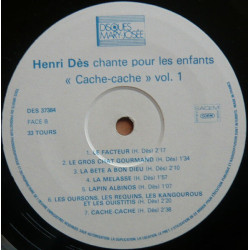 DISQUES
MARY-JOSÉE
Henri Dès chante pour les enfants
« Cache-cache » vol. 1
DES 37384
FACE B
33 TOURS
1. LE FACTEUR (H. Dès) 2'17
2. LE GROS CHAT GOURMAND (H. Dès) 1'34
3. LA BETE A BON DIEU (H. Dès) 2'10
4. LA MELASSE (H. Dès) 1'57
5. LAPIN ALBINOS (H. Dès) 1'07
6. LES OURSONS, LES REQUINS, LES KANGOUROUS
ET LES OUISTITIS (H. Dès) 2'20
7. CACHE-CACHE (H. Dès) 2'36